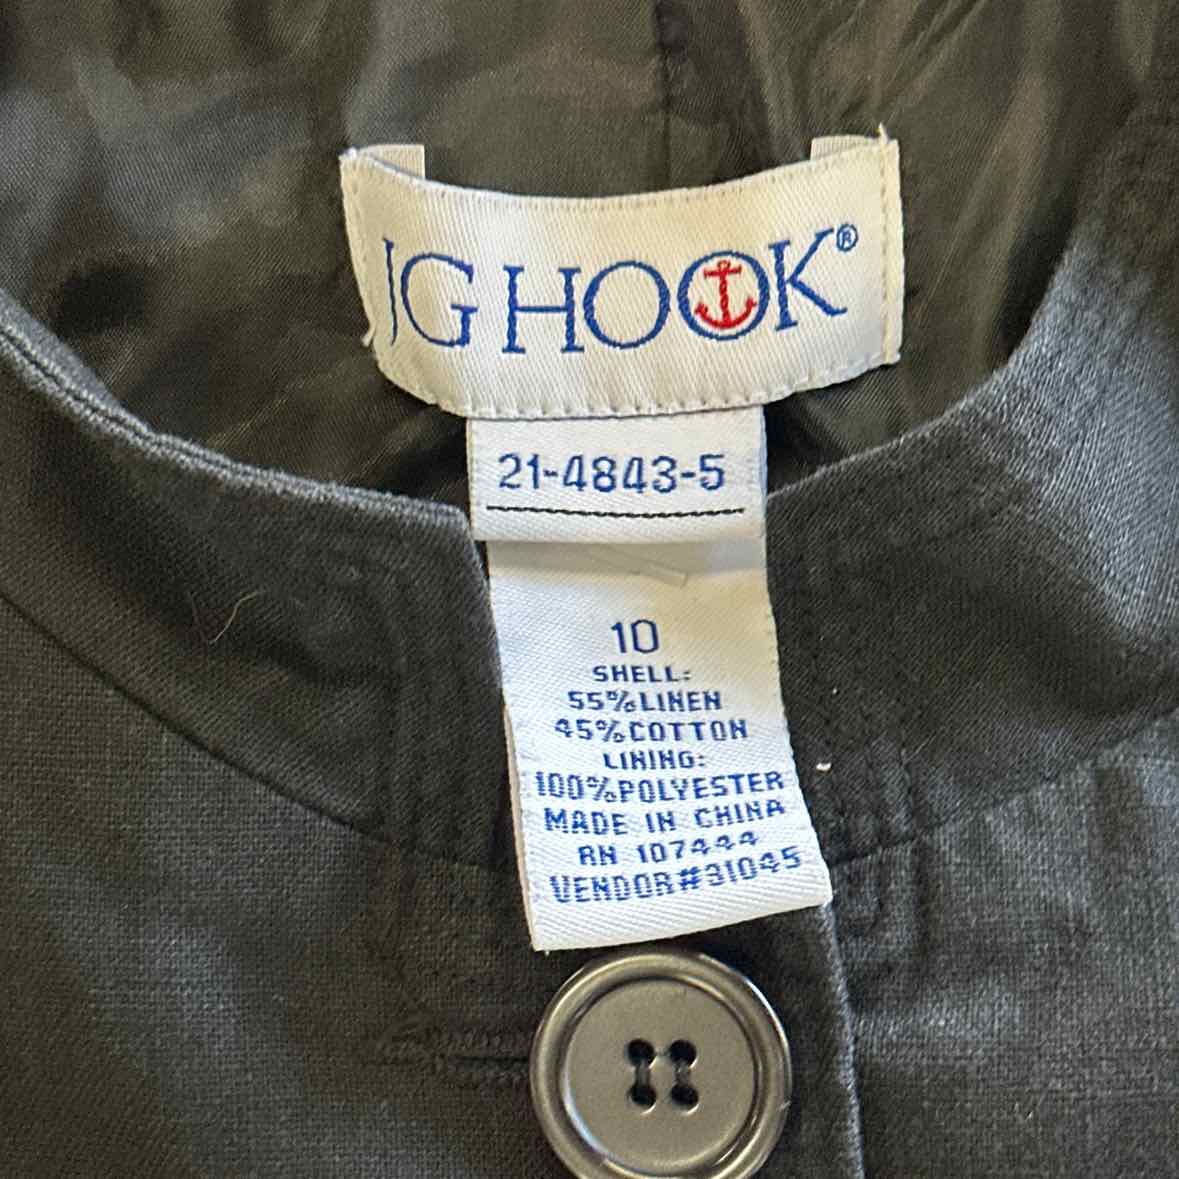 JG HOOK®
21-4843-5
10
SHELL:
55%LINEN
45%COTTON
LINING:
100%POLYESTER
MADE IN CHINA
RN 107444
VENDOR#31045